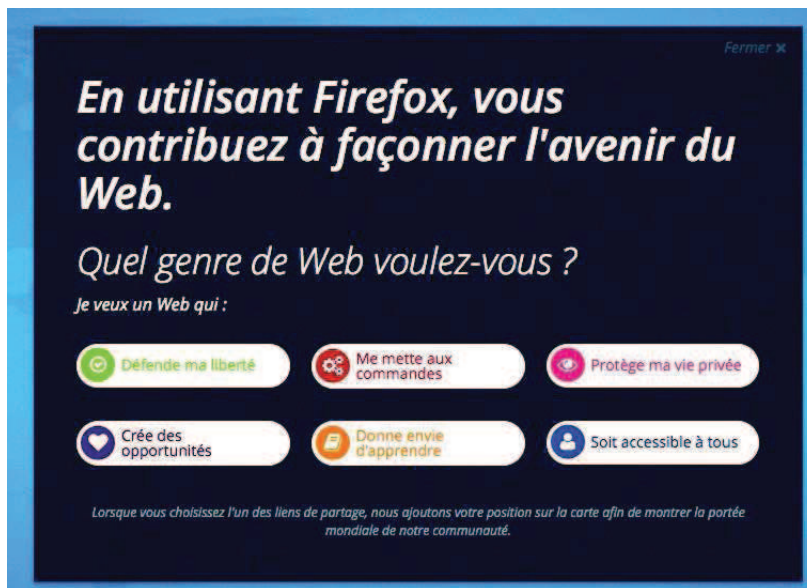 Fermer ×
En utilisant Firefox, vous
contribuez à façonner l'avenir du
Web.
Quel genre de Web voulez-vous ?
Je veux un Web qui :
Défende ma liberté
Me mette aux
commandes
Protège ma vie privée
Crée des
opportunités
Donne envie
d'apprendre
Soit accessible à tous
Lorsque vous choisissez l'un des liens de partage, nous ajoutons votre position sur la carte afin de montrer la portée
mondiale de notre communauté.